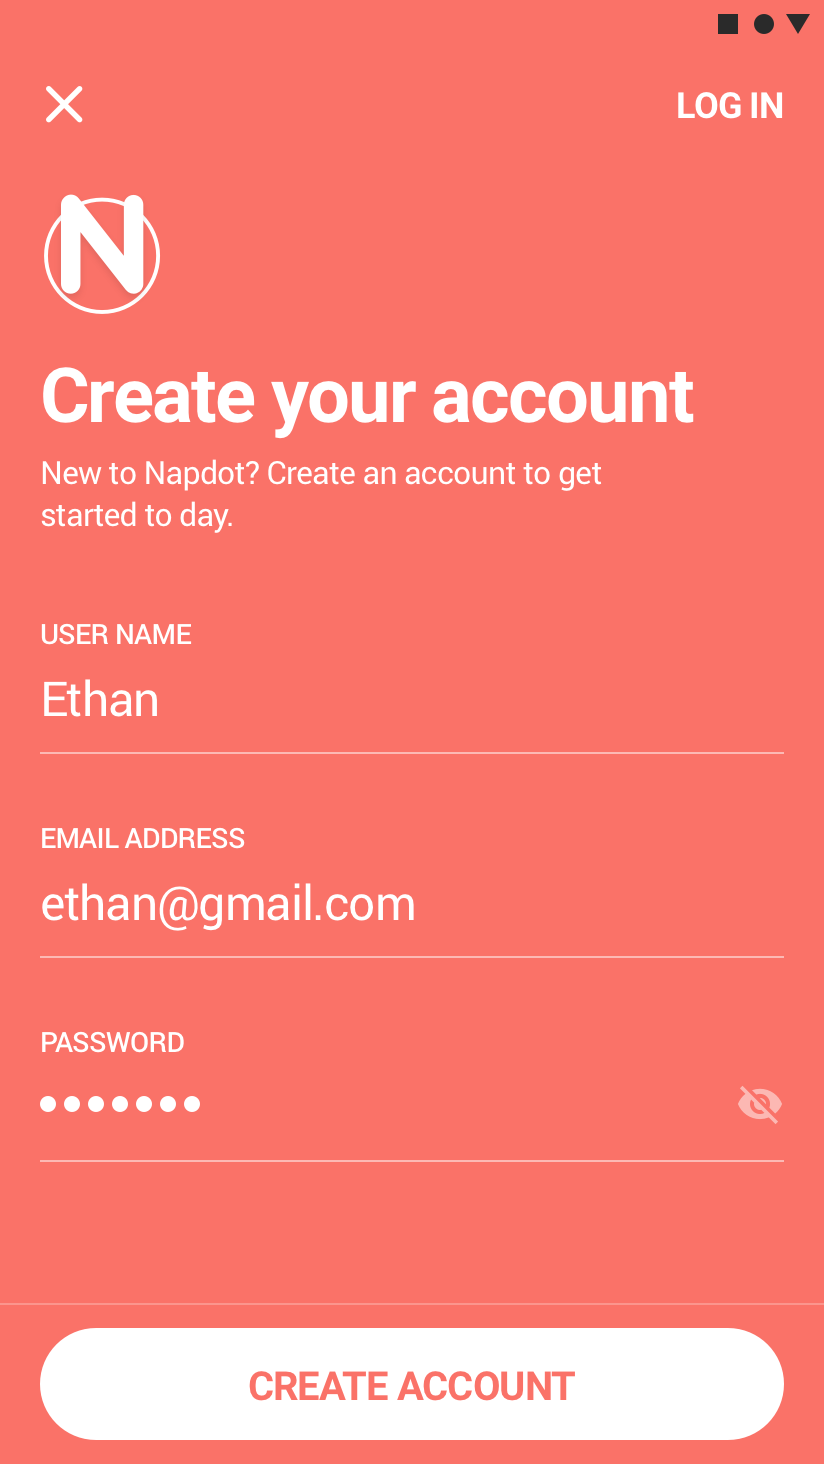 LOG IN
N
Create your account
New to Napdot? Create an account to get
started to day.
USER NAME
Ethan
EMAIL ADDRESS
ethan@gmail.com
PASSWORD
CREATE ACCOUNT